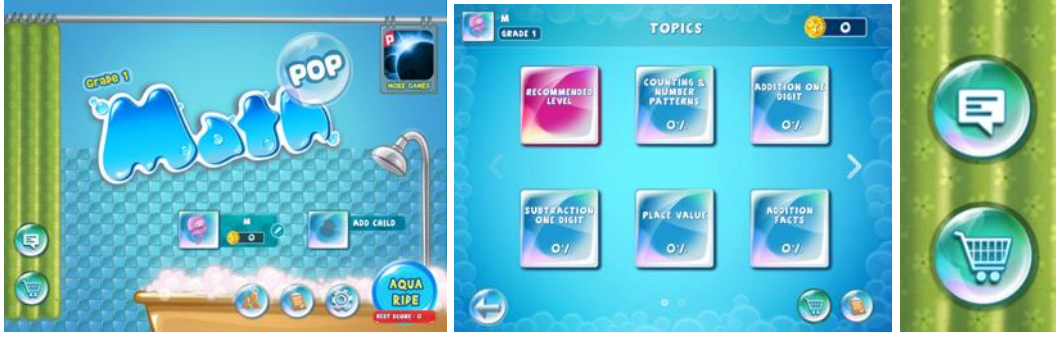 Grade 1
Math
POP
P
MORE GAMES
M
0
ADD CHILD
AQUA
RIDE
BEST SCORE: 0
M
GRADE 1
TOPICS
0
RECOMMENDED
LEVEL
COUNTING &
NUMBER
PATTERNS
0%
ADDITION ONE
DIGIT
0%
SUBTRACTION
ONE DIGIT
0%
PLACE VALUE
0%
ADDITION
FACTS
0%